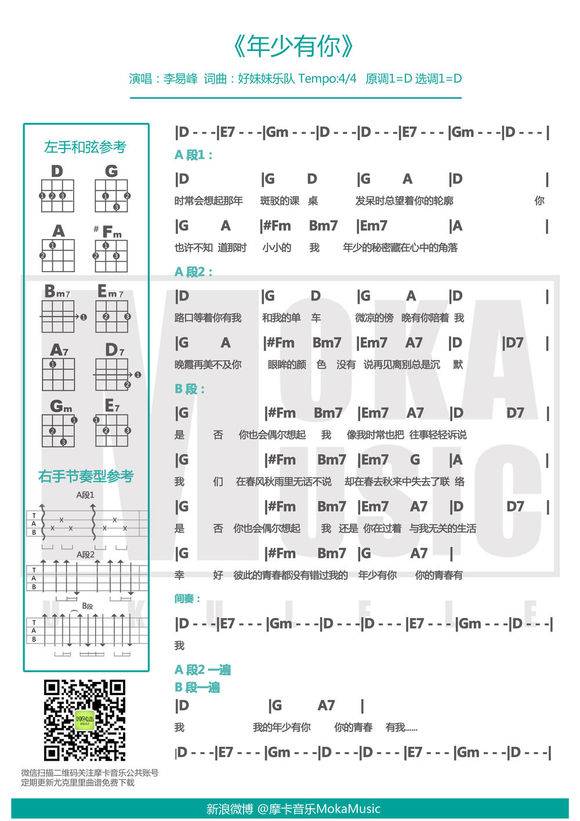 《年少有你》
演唱：李易峰 词曲：好妹妹乐队 Tempo:4/4 原调1=D 选调1=D
左手和弦参考
D G
A #Fm
Bm7 Em7
A7 D7
Gm E7
右手节奏型参考
A段1
T A B
A段2
T A B
B段
T A B
|D - - -|E7 - - -|Gm - - -|D - - -|D - - -|E7 - - -|Gm - - -|D - - - |
A 段1：
|D |G D |G A |D |
时常会想起那年 斑驳的课 桌 发呆时总望着你的轮廓 你
|G A |#Fm Bm7 |Em7 |A |
也许不知 道那时 小小的 我 年少的秘密藏在心中的角落
A 段2：
|D |G D |G A |D |
路口等着你有我 和我的单 车 微凉的傍 晚有你陪着 我
|G A |#Fm Bm7 |Em7 A7 |D |D7 |
晚霞再美不及你 眼眸的颜 色 没有 说再见离别总是沉 默
B 段：
|G |#Fm Bm7 |Em7 A7 |D D7 |
是 否 你也会偶尔想起 我 像我时常也把 往事轻轻诉说
|G |#Fm Bm7 |Em7 G |A |
我 们 在春风秋雨里无话不说 却在春去秋来中失去了联 络
|G |#Fm Bm7 |Em7 A7 |D D7 |
是 否 你也会偶尔想起 我 还是 你在过着 与我无关的生活
|G |#Fm Bm7 |G A7 |
幸 好 彼此的青春都没有错过我的 年少有你 你的青春有
间奏：
|D - - -|E7 - - -|Gm - - -|D - - -|D - - -|E7 - - -|Gm - - -|D - - - |
我
A 段2 一遍
B 段一遍
|D |G A7 |
我 我的年少有你 你的青春 有我......
|D - - -|E7 - - -|Gm - - -|D - - -|D - - -|E7 - - -|Gm - - -|D - - - |
MOKA
MUSIC
UKULELE
微信扫描二维码关注摩卡音乐公共账号
定期更新尤克里里曲谱免费下载
新浪微博 @摩卡音乐MokaMusic